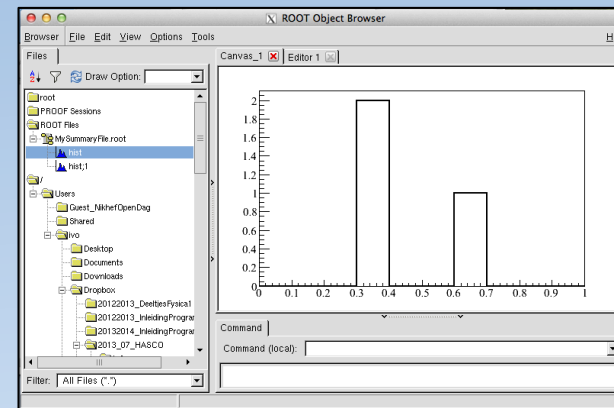 ROOT Object Browser
Browser File Edit View Options Tools H
Files
Canvas_1 Editor 1
Draw Option:
root
PROOF Sessions
ROOT Files
MySummaryFile.root
hist
hist;1
/
Users
Guest_NikhefOpenDag
Shared
ivo
Desktop
Documents
Downloads
Dropbox
20122013_DeeltiesFysica1
20122013_InleidingPrograr
20132014_InleidingPrograr
2013_07_HASCO
2
1.8
1.6
1.4
1.2
1
0.8
0.6
0.4
0.2
0
0 0.1 0.2 0.3 0.4 0.5 0.6 0.7 0.8 0.9 1
Command
Command (local):
Filter: All Files (*.*)